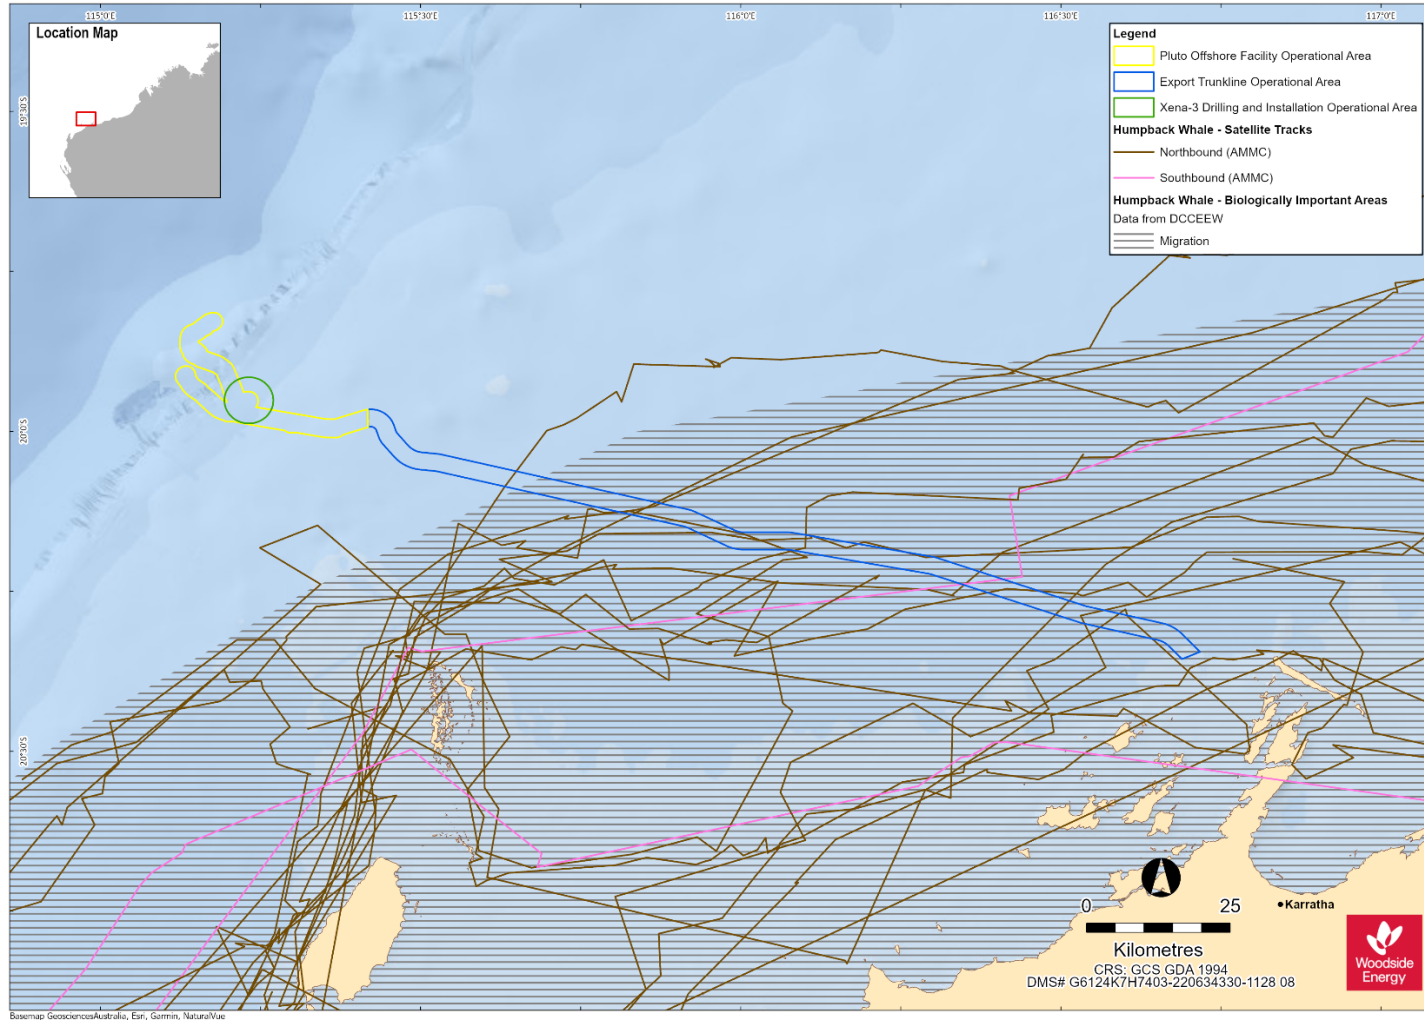 115°0'E
115°30'E
116°0'E
116°30'E
117°0'E
Location Map
19°30'S
20°0'S
20°30'S
Legend
Pluto Offshore Facility Operational Area
Export Trunkline Operational Area
Xena-3 Drilling and Installation Operational Area
Humpback Whale - Satellite Tracks
Northbound (AMMC)
Southbound (AMMC)
Humpback Whale - Biologically Important Areas
Data from DCCEEW
Migration
Karratha
0 25
Kilometres
CRS: GCS GDA 1994
DMS# G6124K7H7403-220634330-1128 08
Woodside
Energy
Basemap GeosciencesAustralia, Esri, Garmin, NaturalVue